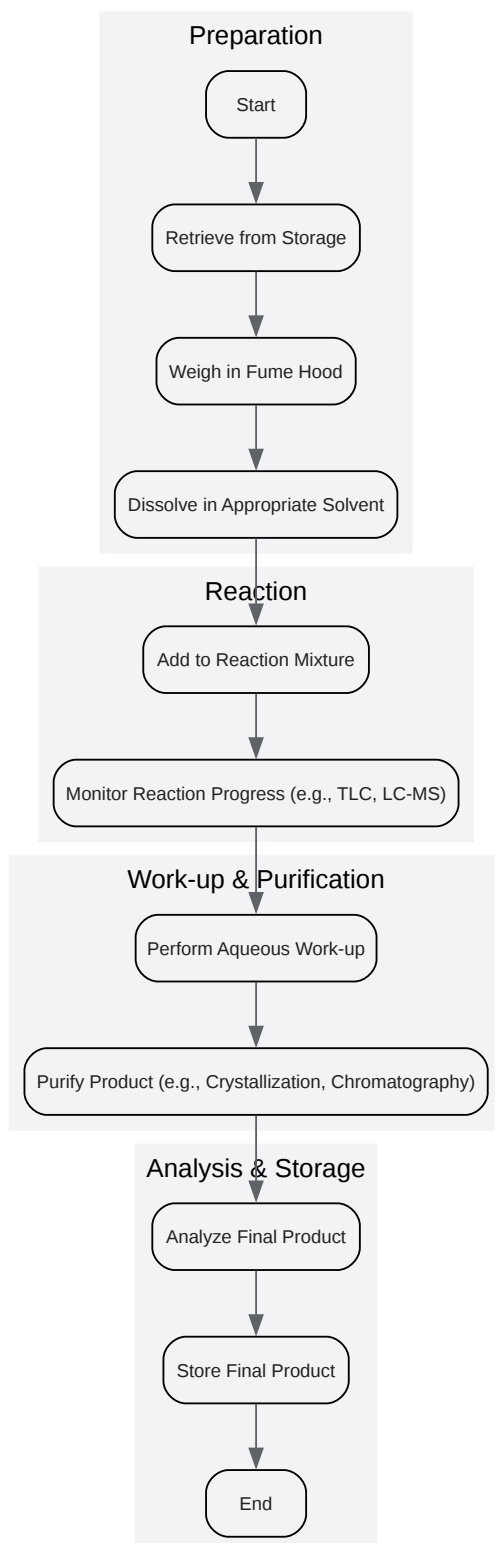 Preparation
Start
Retrieve from Storage
Weigh in Fume Hood
Dissolve in Appropriate Solvent
Reaction
Add to Reaction Mixture
Monitor Reaction Progress (e.g., TLC, LC-MS)
Work-up & Purification
Perform Aqueous Work-up
Purify Product (e.g., Crystallization, Chromatography)
Analysis & Storage
Analyze Final Product
Store Final Product
End